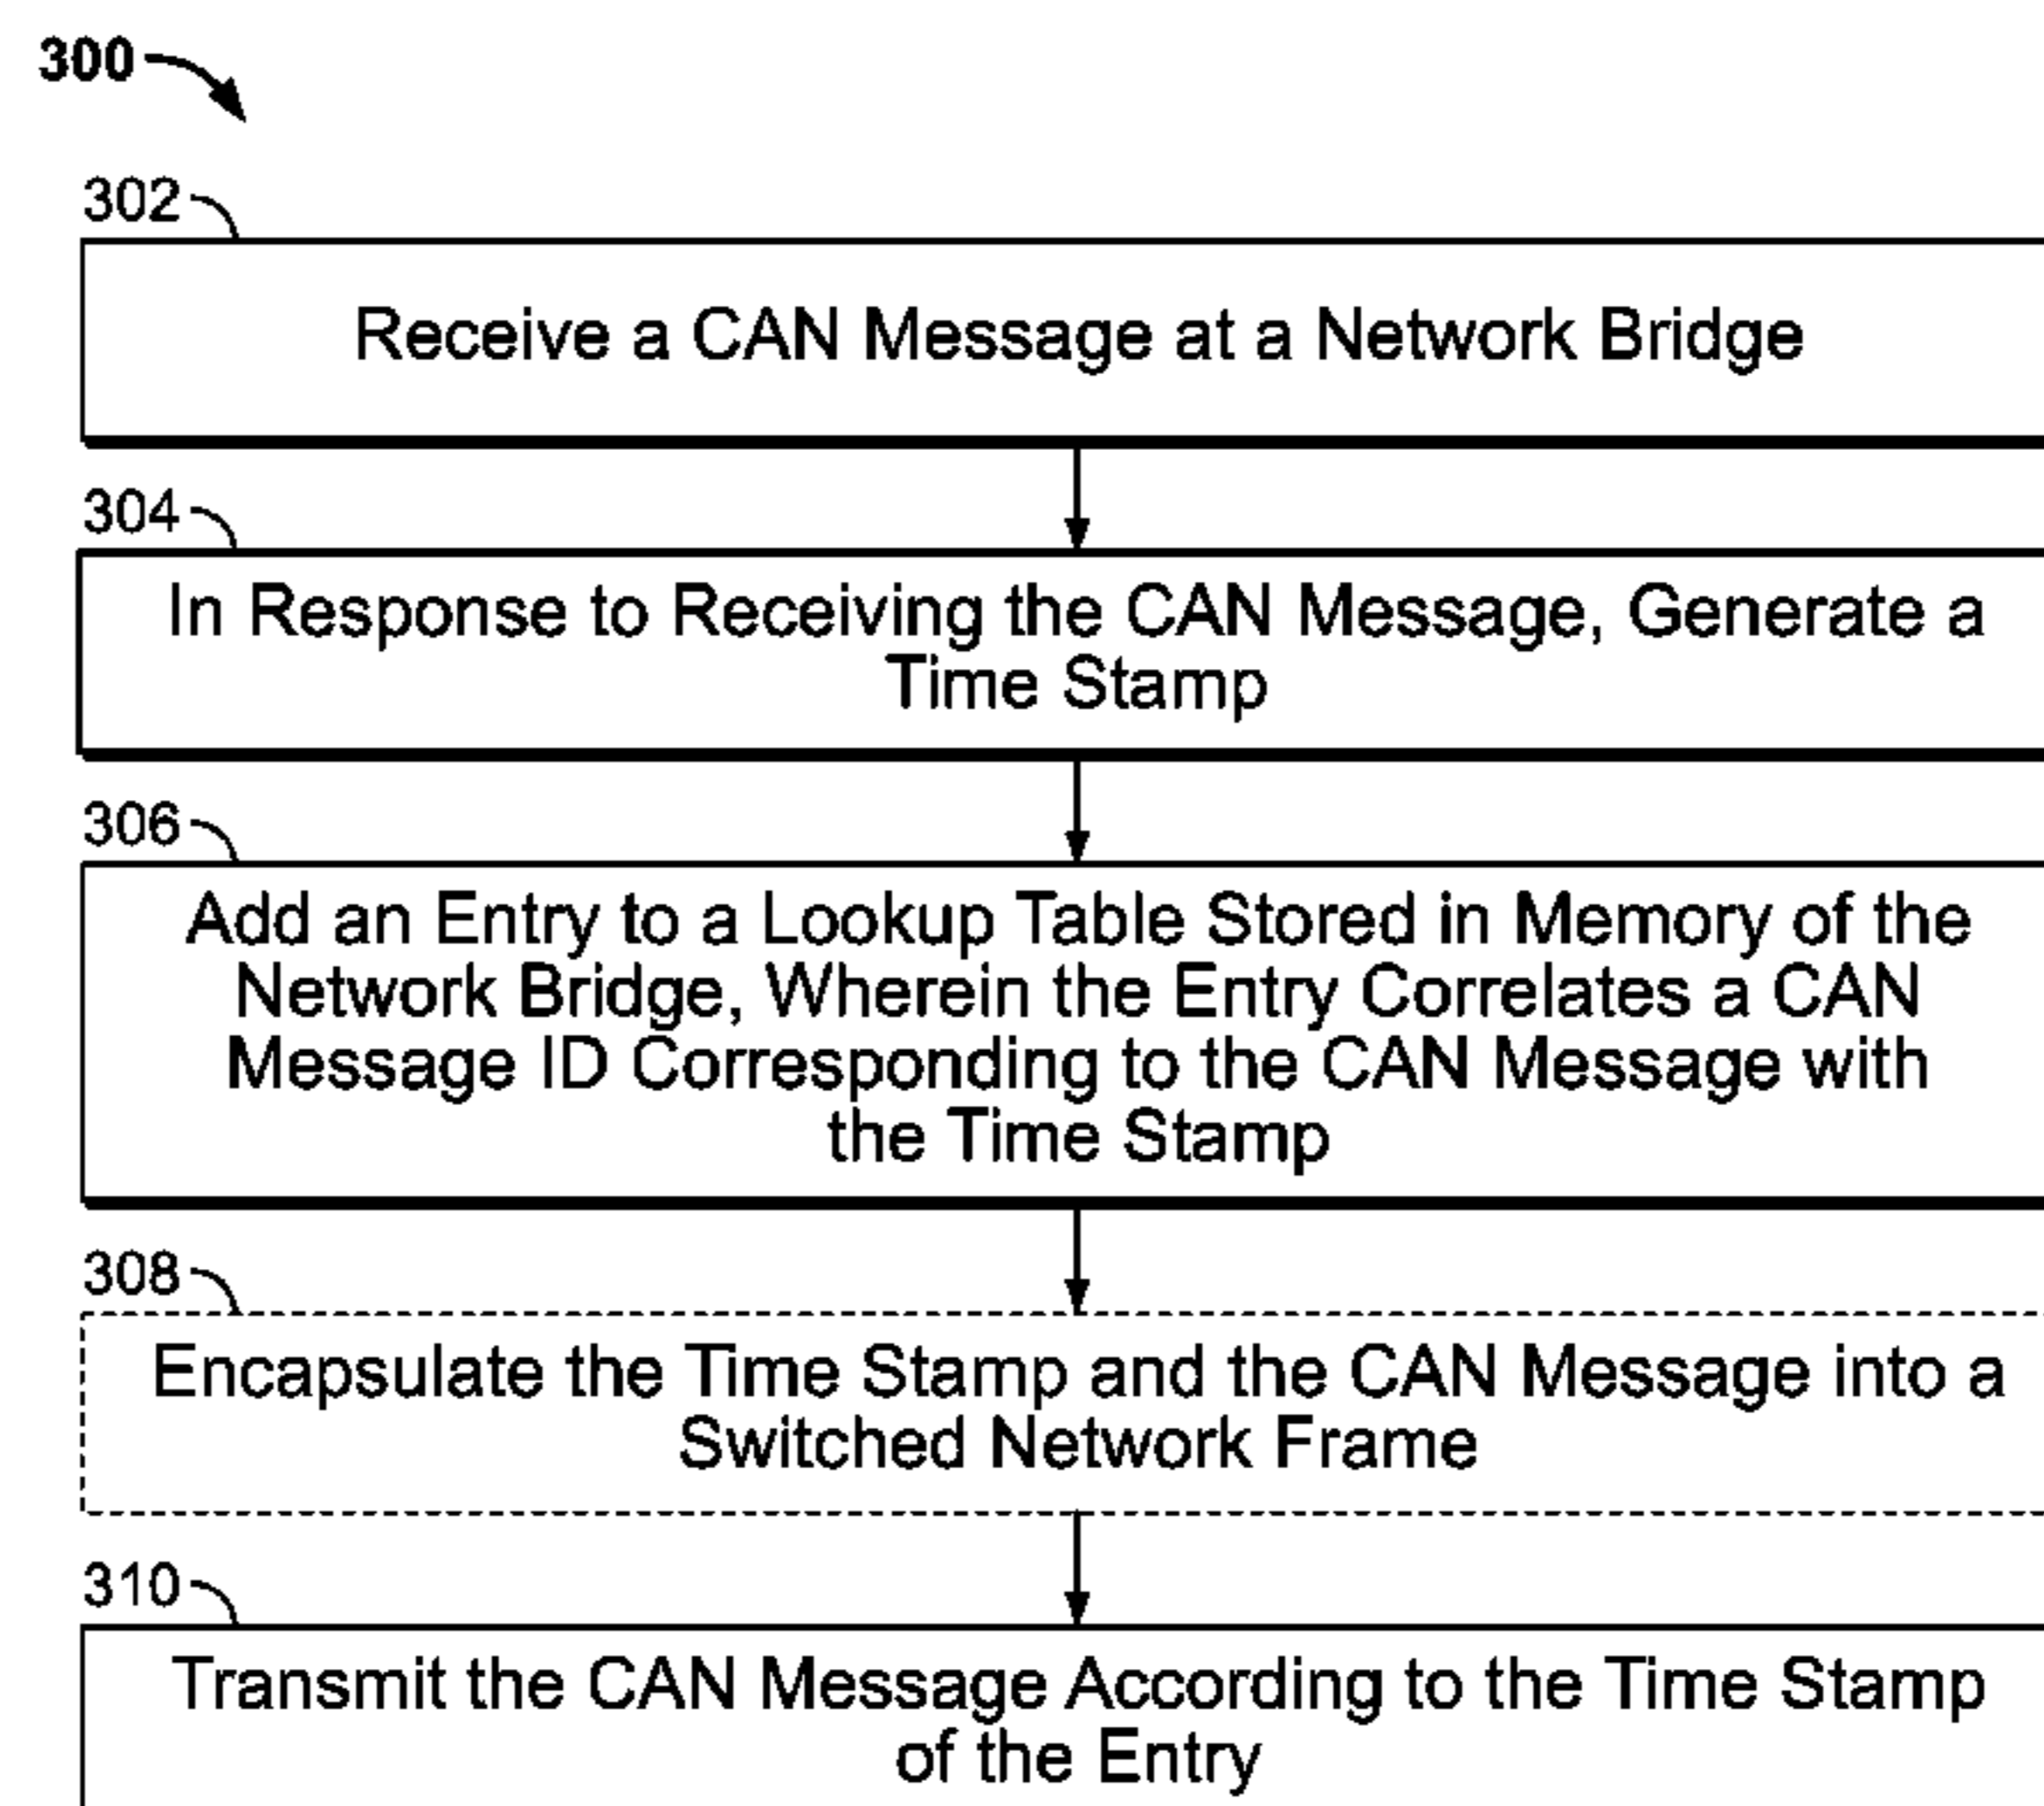 300
302
Receive a CAN Message at a Network Bridge
304
In Response to Receiving the CAN Message, Generate a
Time Stamp
306
Add an Entry to a Lookup Table Stored in Memory of the
Network Bridge, Wherein the Entry Correlates a CAN
Message ID Corresponding to the CAN Message with
the Time Stamp
308
Encapsulate the Time Stamp and the CAN Message into a
Switched Network Frame
310
Transmit the CAN Message According to the Time Stamp
of the Entry